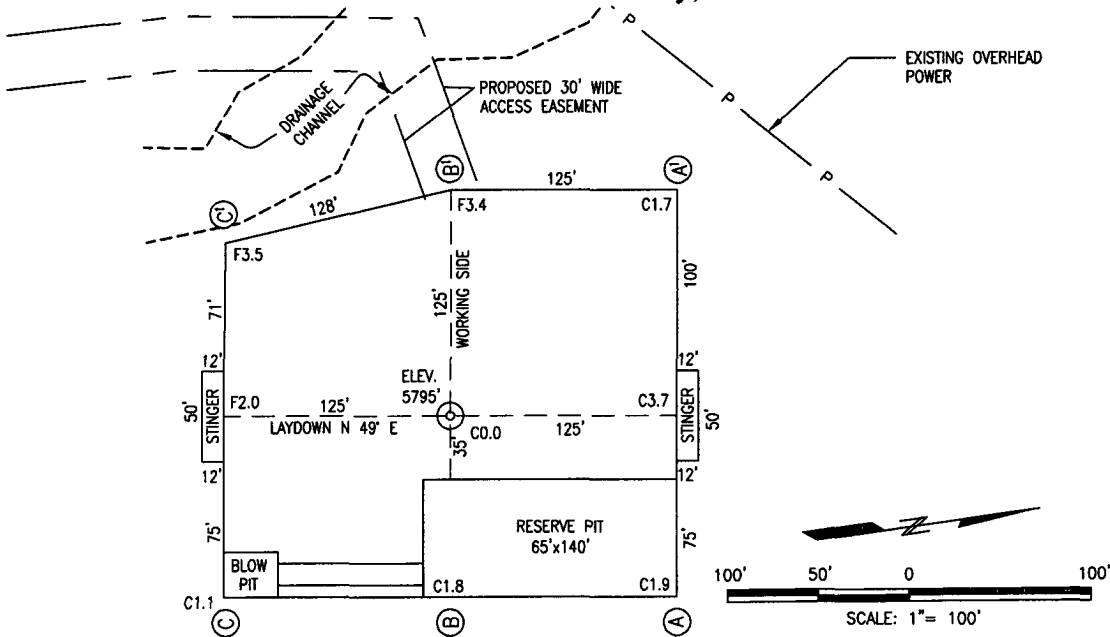 P
EXISTING OVERHEAD
POWER
P
P
DRAINAGE
CHANNEL
PROPOSED 30' WIDE
ACCESS EASEMENT
B'
A'
C'
125'
128'
F3.4
C1.7
F3.5
71'
125'
WORKING SIDE
100'
12'
12'
ELEV.
5795'
50'
STINGER
F2.0
125'
LAYDOWN N 49° E
C0.0
125'
C3.7
STINGER
50'
35'
12'
12'
75'
RESERVE PIT
65'x140'
75'
BLOW
PIT
C1.1
C1.8
C1.9
C
B
A
N
100'
50'
0
100'
SCALE: 1"= 100'